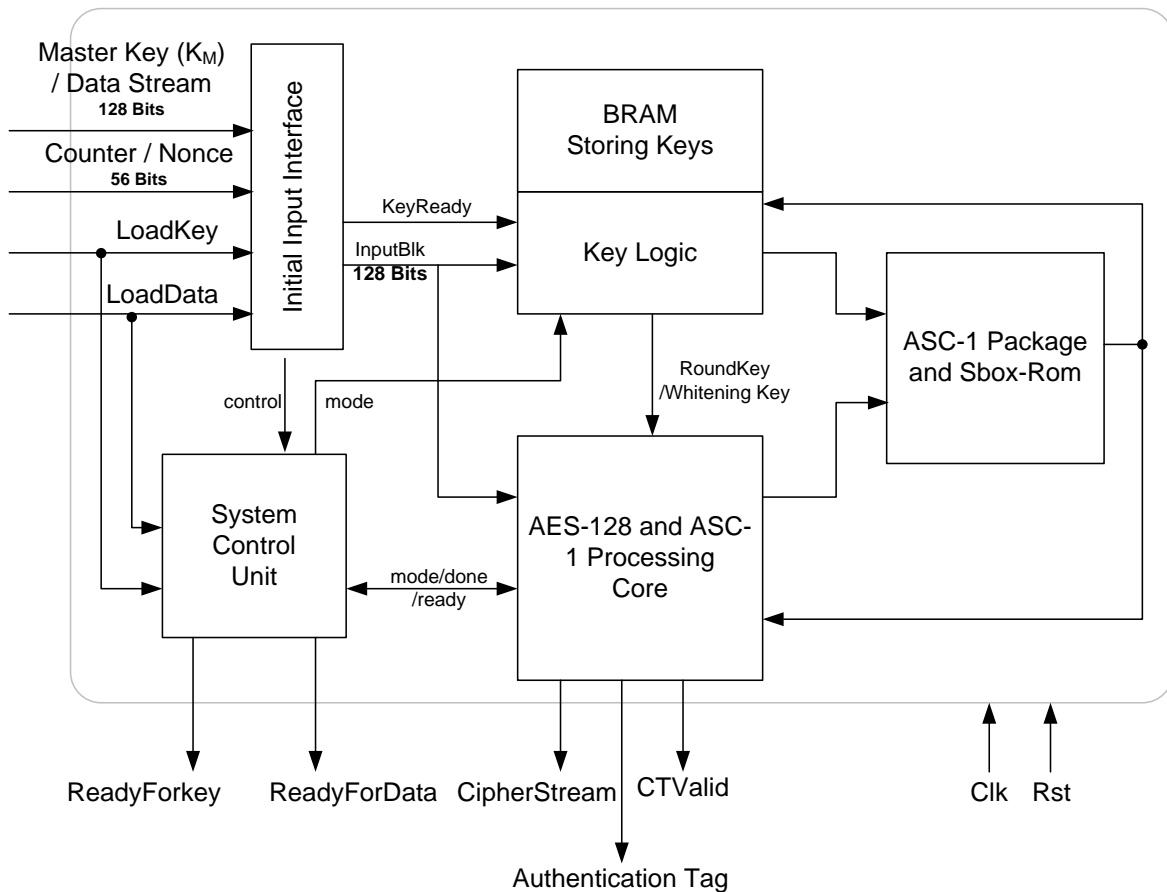 Master Key (KM)
/ Data Stream
128 Bits
Counter / Nonce
56 Bits
LoadKey
LoadData
Initial Input Interface
KeyReady
InputBlk
128 Bits
BRAM
Storing Keys
Key Logic
ASC-1 Package
and Sbox-Rom
RoundKey
/Whitening Key
control
mode
System
Control
Unit
mode/done
/ready
AES-128 and ASC-
1 Processing
Core
ReadyForkey
ReadyForData
CipherStream
CTValid
Clk
Rst
Authentication Tag